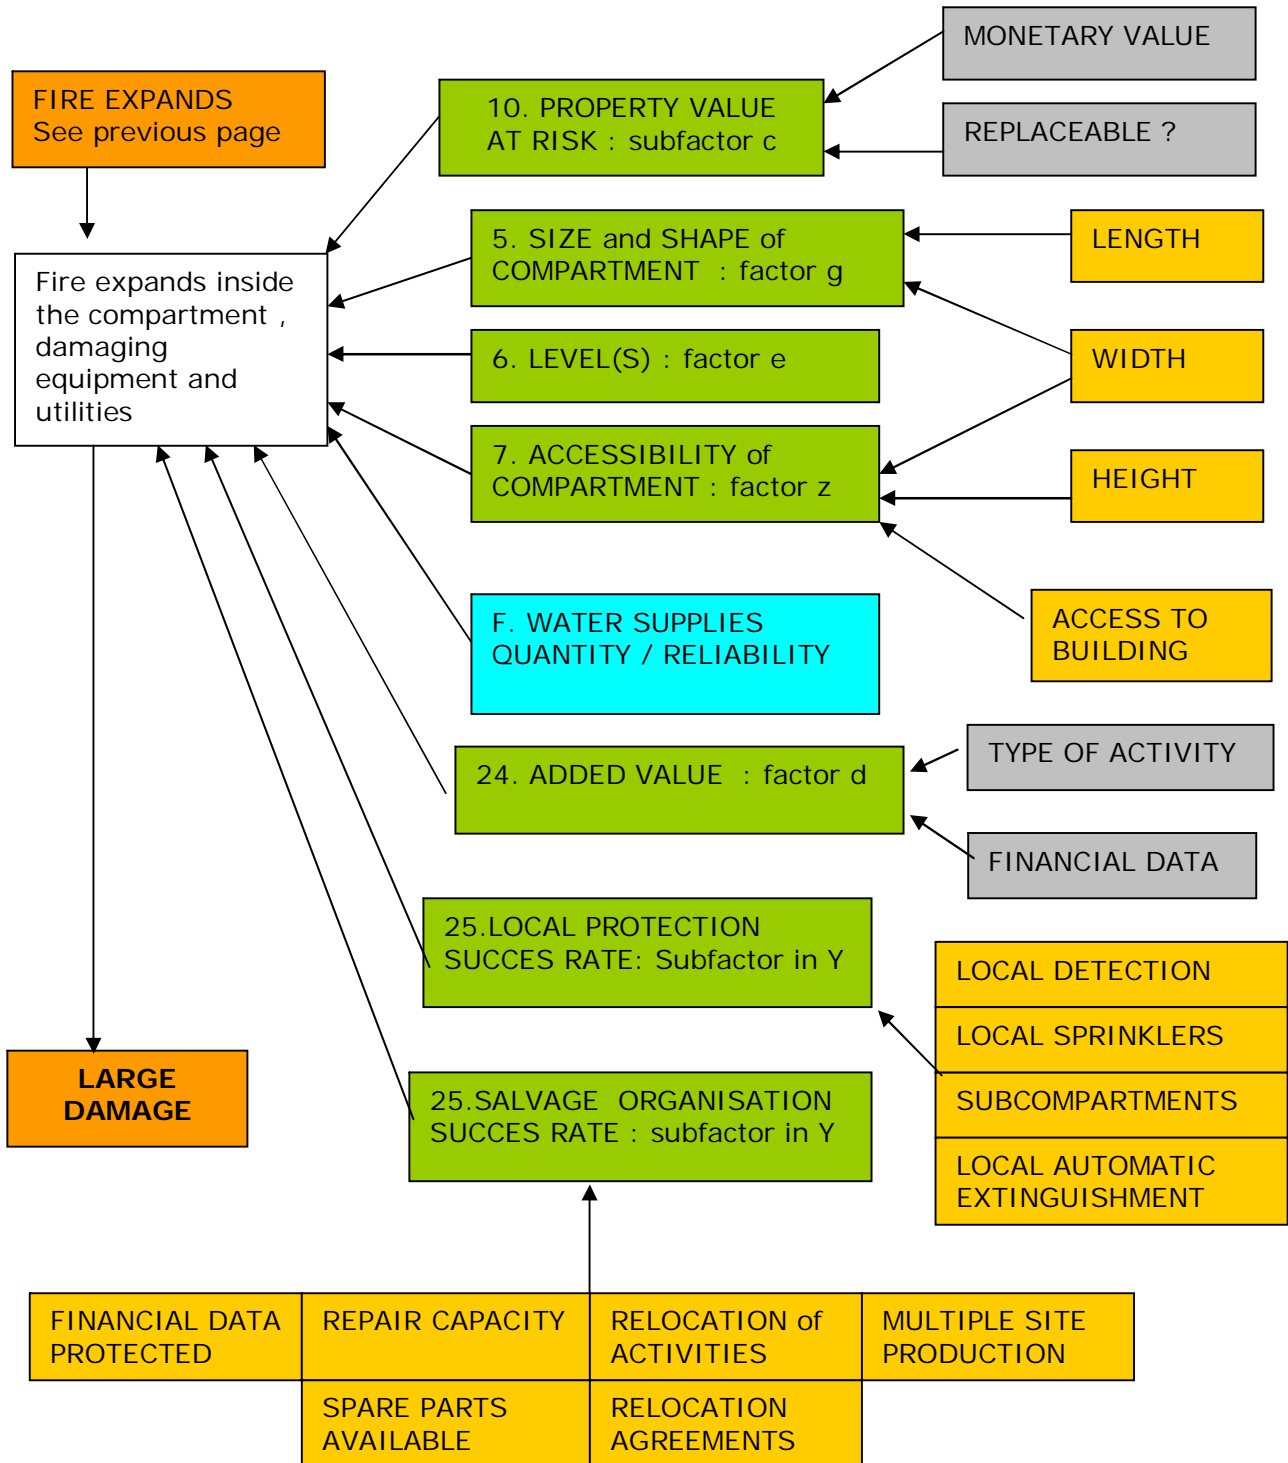 FIRE EXPANDS
See previous page
Fire expands inside
the compartment ,
damaging
equipment and
utilities
LARGE
DAMAGE
10. PROPERTY VALUE
AT RISK : subfactor c
MONETARY VALUE
REPLACEABLE ?
5. SIZE and SHAPE of
COMPARTMENT : factor g
LENGTH
6. LEVEL(S) : factor e
WIDTH
7. ACCESSIBILITY of
COMPARTMENT : factor z
HEIGHT
F. WATER SUPPLIES
QUANTITY / RELIABILITY
ACCESS TO
BUILDING
24. ADDED VALUE : factor d
TYPE OF ACTIVITY
FINANCIAL DATA
25.LOCAL PROTECTION
SUCCES RATE: Subfactor in Y
LOCAL DETECTION
LOCAL SPRINKLERS
SUBCOMPARTMENTS
LOCAL AUTOMATIC
EXTINGUISHMENT
25.SALVAGE ORGANISATION
SUCCES RATE : subfactor in Y
FINANCIAL DATA
PROTECTED
REPAIR CAPACITY
RELOCATION of
ACTIVITIES
MULTIPLE SITE
PRODUCTION
SPARE PARTS
AVAILABLE
RELOCATION
AGREEMENTS